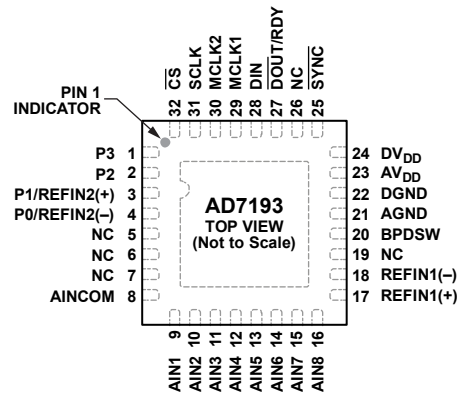 32 C̅S̅
31 SCLK
30 MCLK2
29 MCLK1
28 DIN
27 DOUT/R̅D̅Y̅
26 NC
25 S̅Y̅N̅C̅
PIN 1
INDICATOR
P3 1
P2 2
P1/REFIN2(+) 3
P0/REFIN2(–) 4
NC 5
NC 6
NC 7
AINCOM 8
AD7193
TOP VIEW
(Not to Scale)
24 DVDD
23 AVDD
22 DGND
21 AGND
20 BPDSW
19 NC
18 REFIN1(–)
17 REFIN1(+)
AIN1 9
AIN2 10
AIN3 11
AIN4 12
AIN5 13
AIN6 14
AIN7 15
AIN8 16